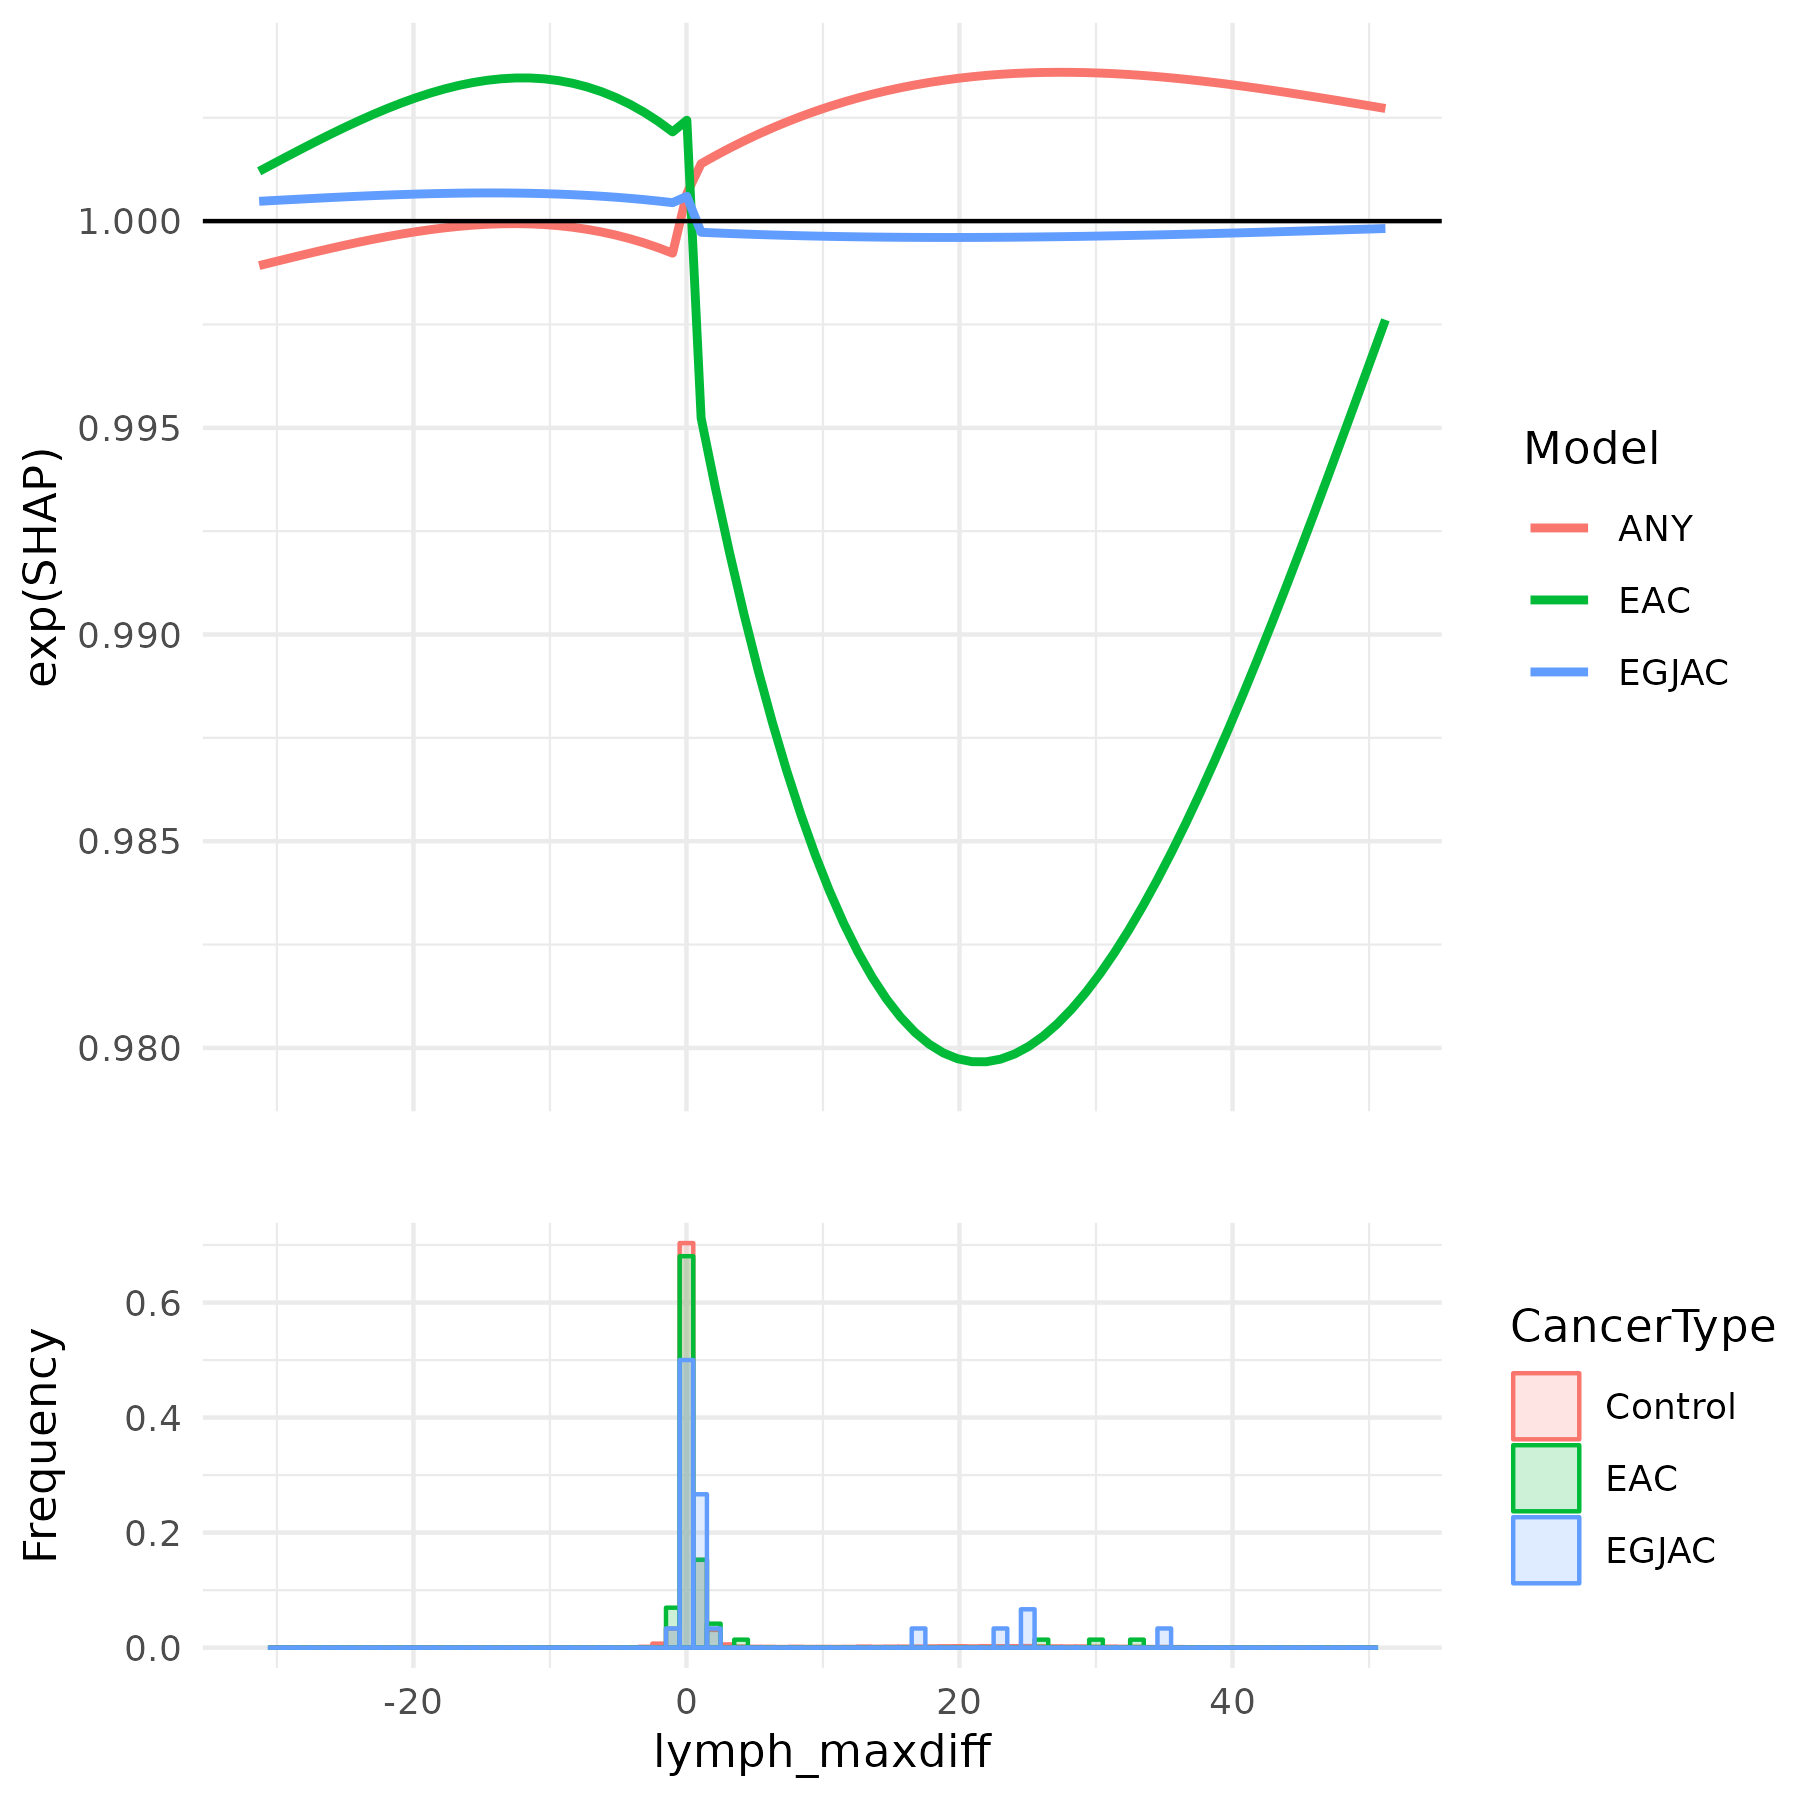 exp(SHAP)
1.000
0.995
0.990
0.985
0.980
Model
ANY
EAC
EGJAC
Frequency
0.6
0.4
0.2
0.0
-20
0
20
40
lymph_maxdiff
CancerType
Control
EAC
EGJAC